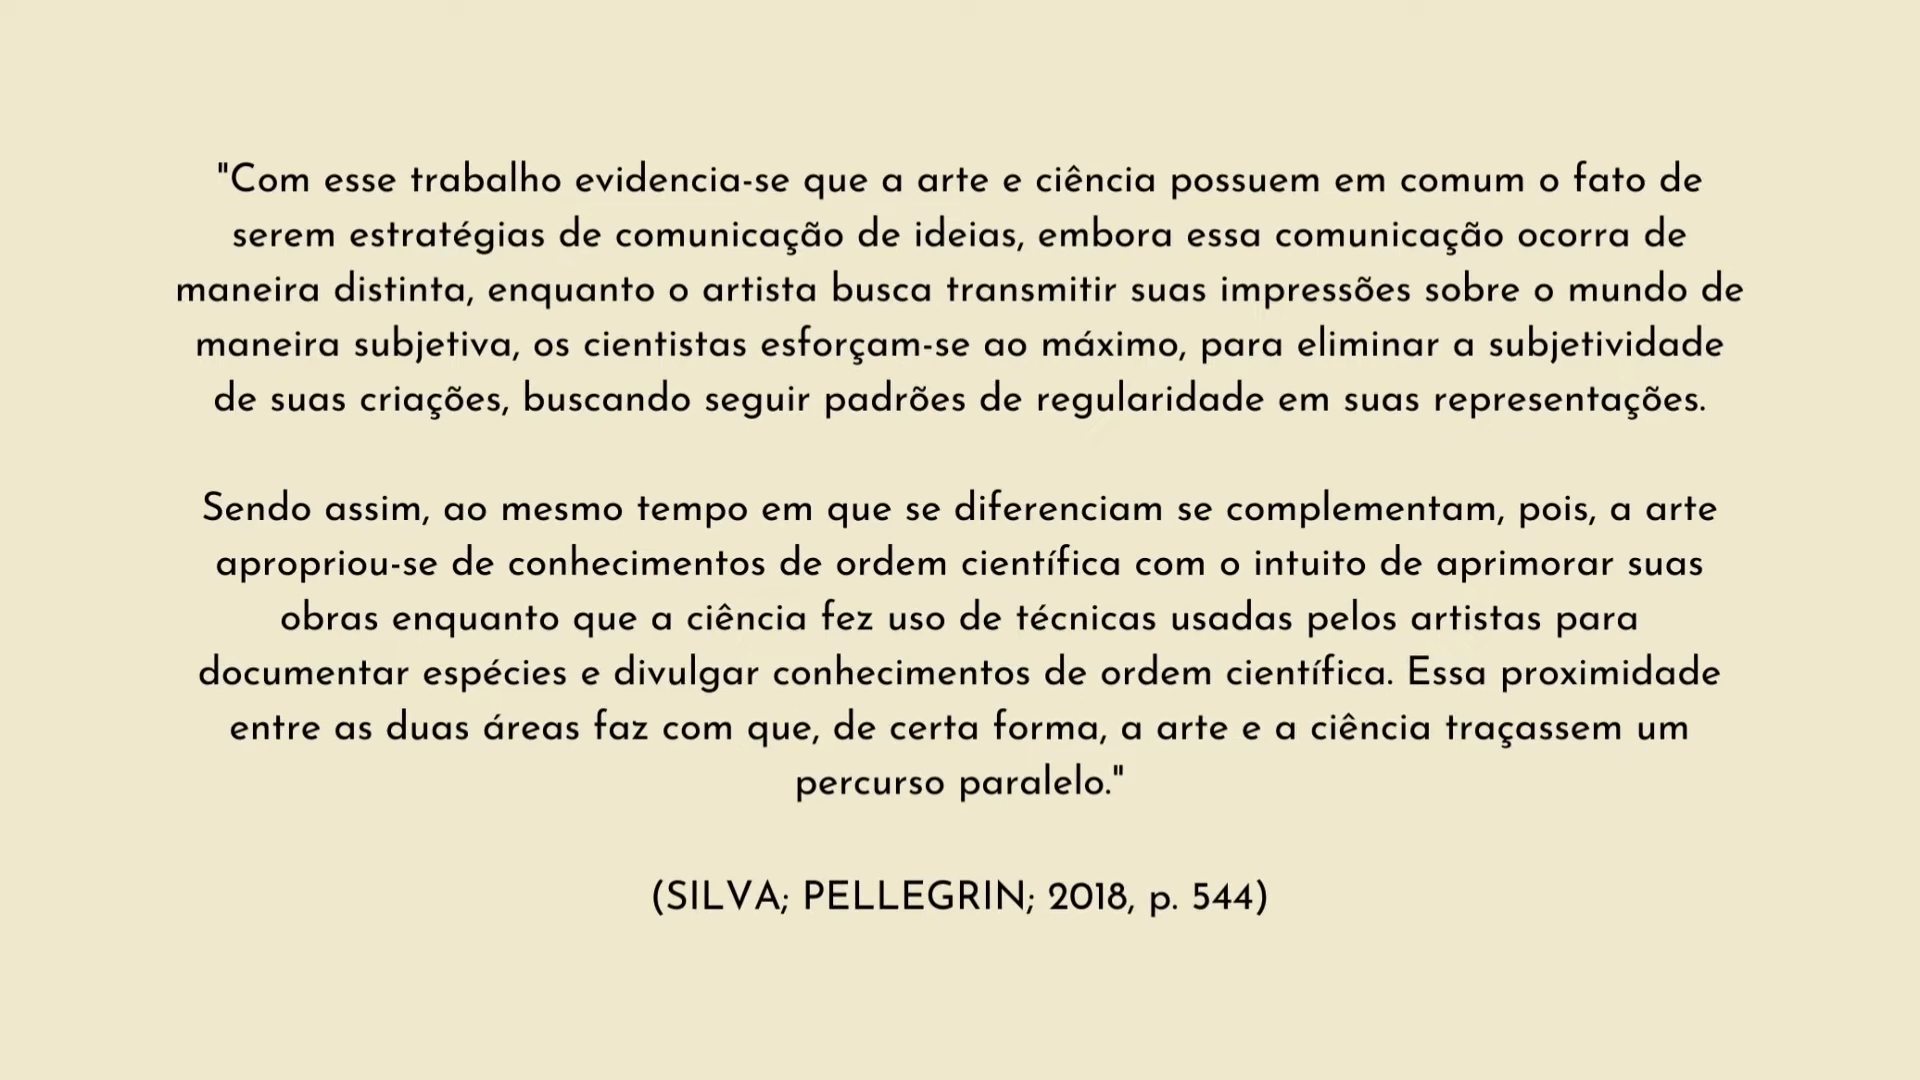 "Com esse trabalho evidencia-se que a arte e ciência possuem em comum o fato de
serem estratégias de comunicação de ideias, embora essa comunicação ocorra de
maneira distinta, enquanto o artista busca transmitir suas impressões sobre o mundo de
maneira subjetiva, os cientistas esforçam-se ao máximo, para eliminar a subjetividade
de suas criações, buscando seguir padrões de regularidade em suas representações.
Sendo assim, ao mesmo tempo em que se diferenciam se complementam, pois, a arte
apropriou-se de conhecimentos de ordem científica com o intuito de aprimorar suas
obras enquanto que a ciência fez uso de técnicas usadas pelos artistas para
documentar espécies e divulgar conhecimentos de ordem científica. Essa proximidade
entre as duas áreas faz com que, de certa forma, a arte e a ciência traçassem um
percurso paralelo."
(SILVA; PELLEGRIN; 2018, p. 544)